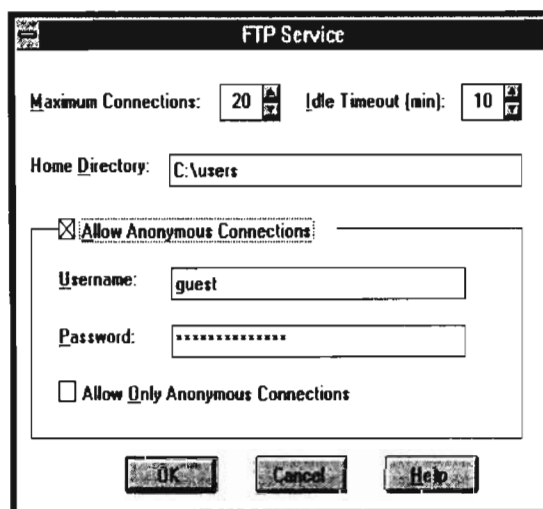 FTP Service
Maximum Connections: 20 Idle Timeout (min): 10
Home Directory: C:\users
Allow Anonymous Connections
Username: guest
Password: **************
Allow Only Anonymous Connections
OK Cancel Help